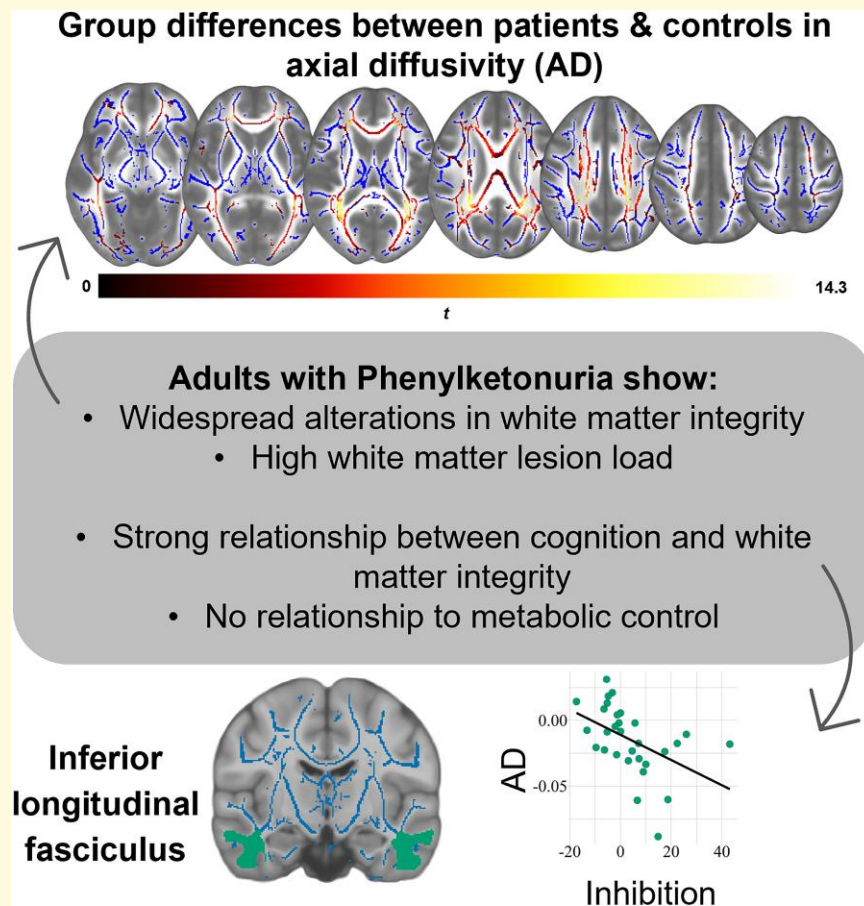 Group differences between patients & controls in
axial diffusivity (AD)
0
14.3
t
Adults with Phenylketonuria show:
• Widespread alterations in white matter integrity
• High white matter lesion load
• Strong relationship between cognition and white
matter integrity
• No relationship to metabolic control
Inferior
longitudinal
fasciculus
AD
0.00
-0.05
-20 0 20 40
Inhibition